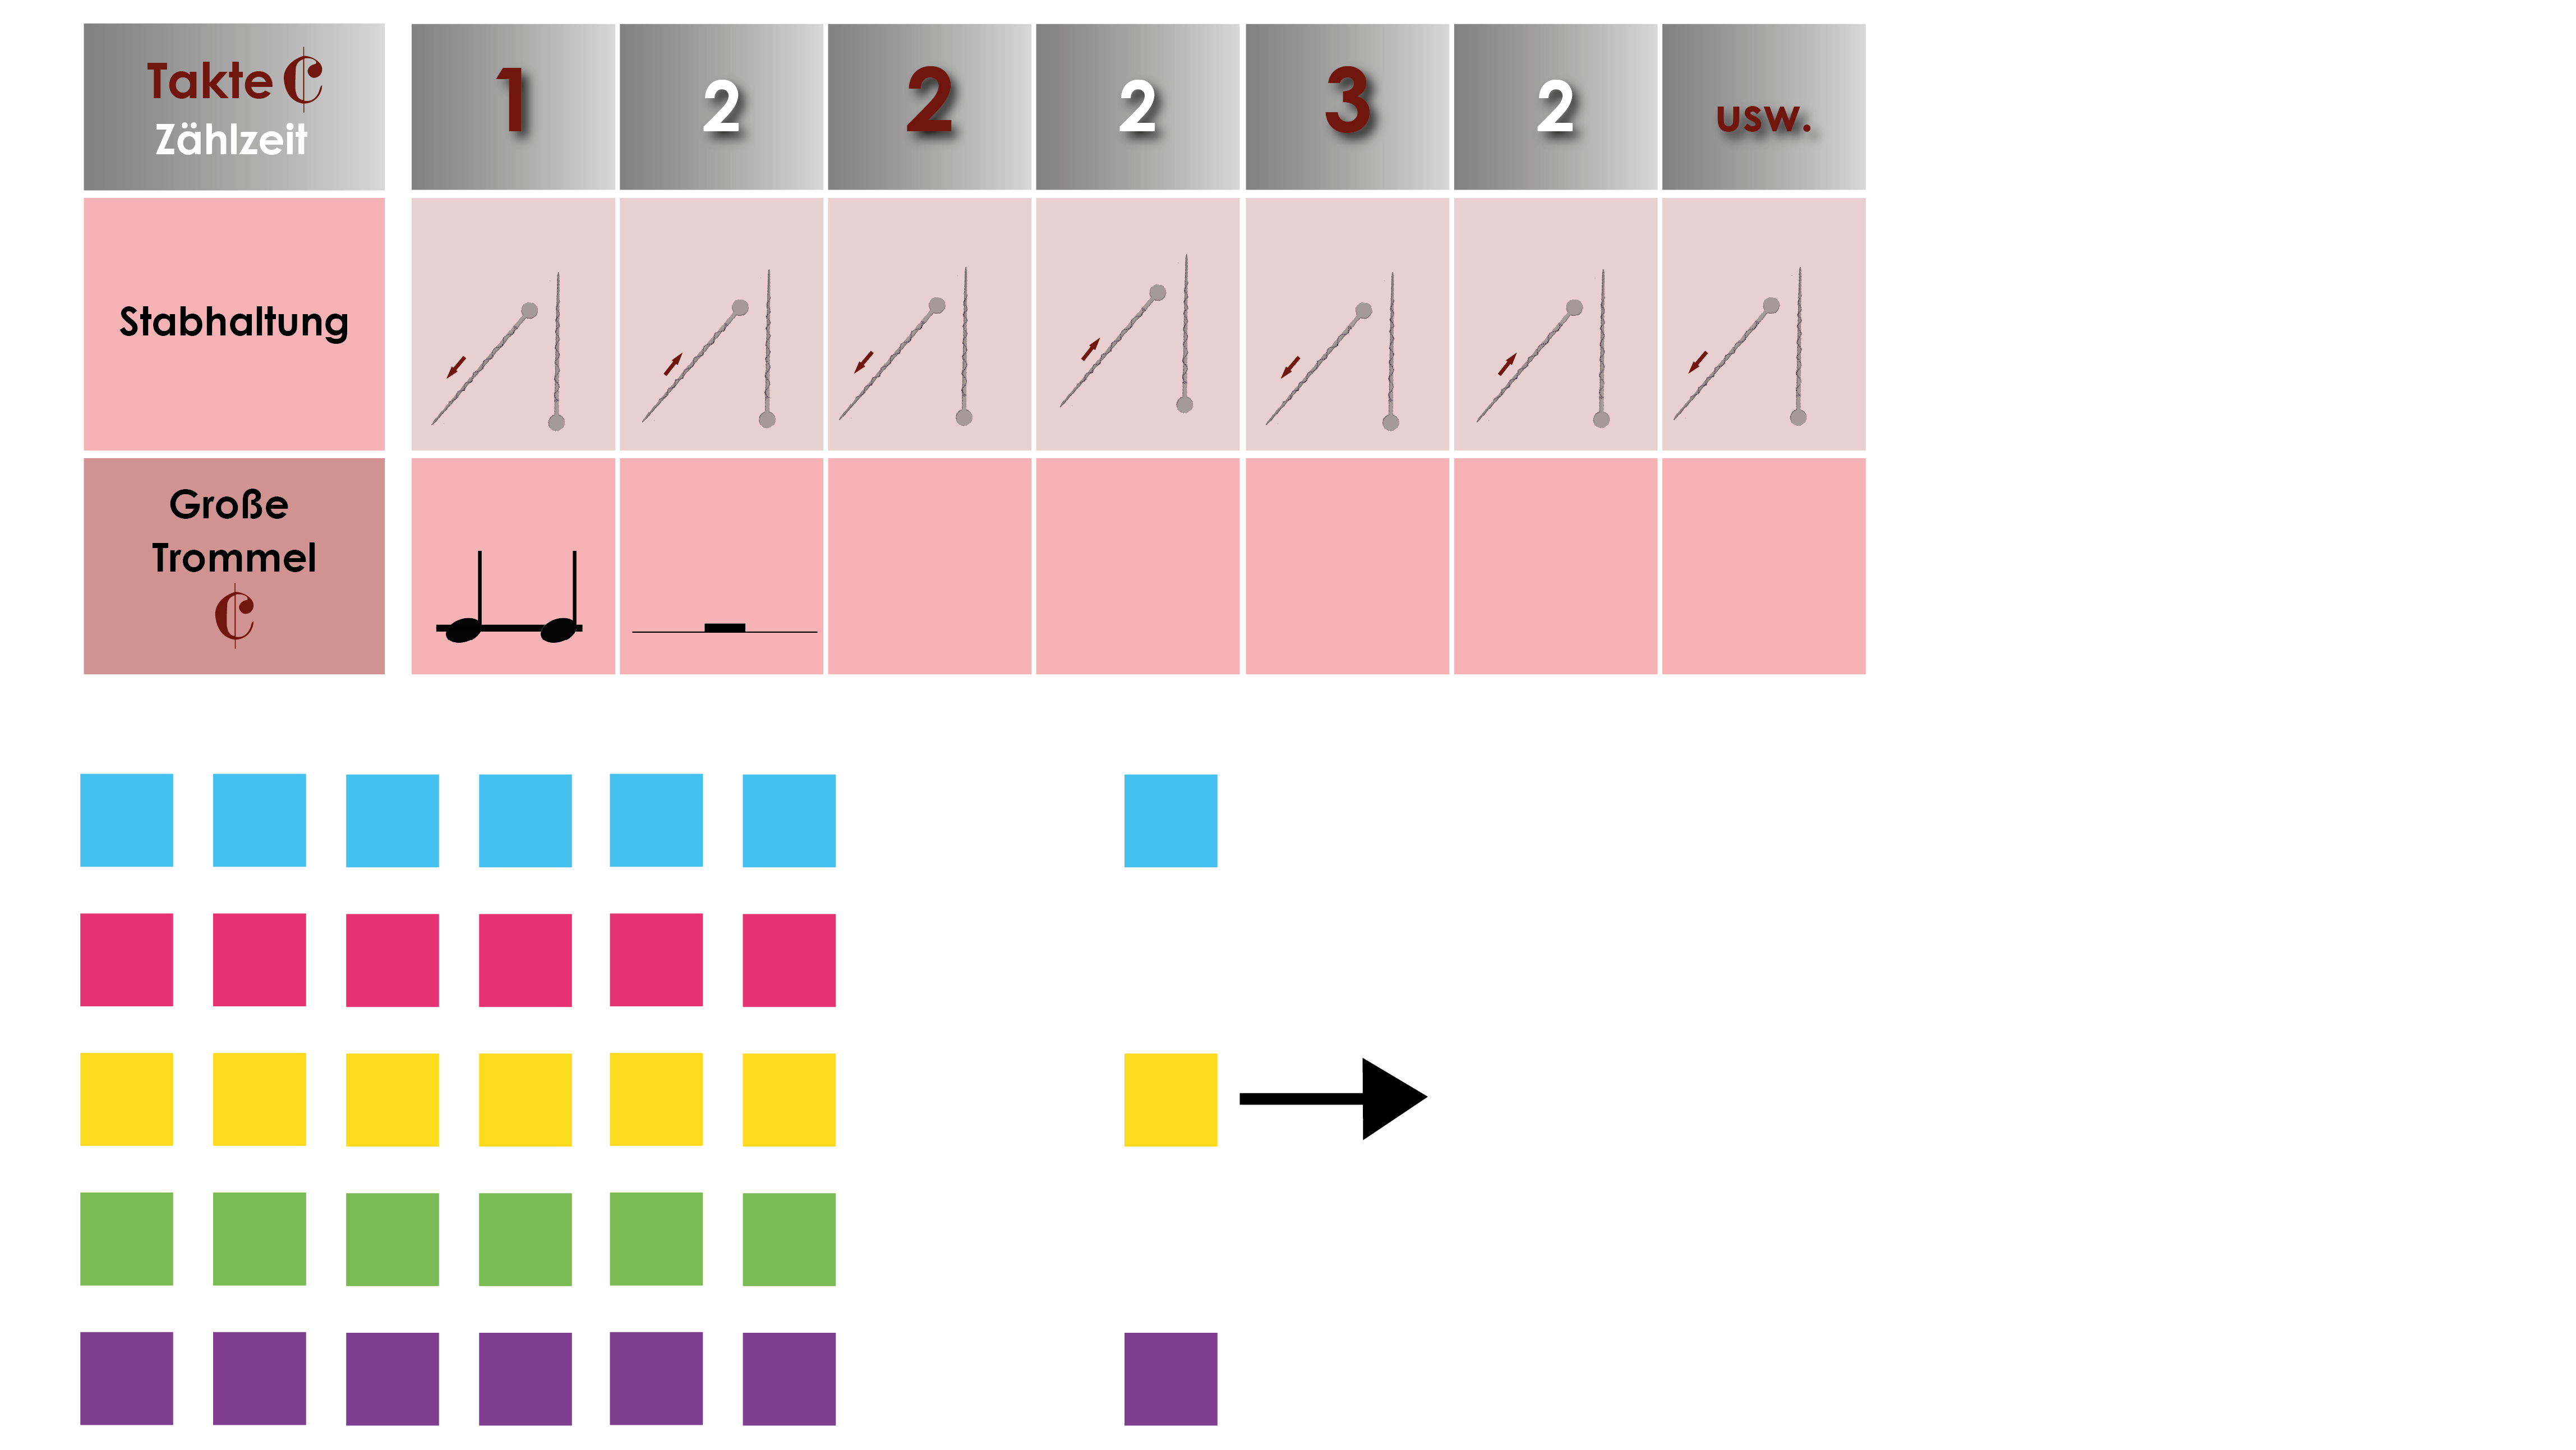 Takte
Zählzeit
1 2 2 2 3 2 usw.
Stabhaltung
Große
Trommel